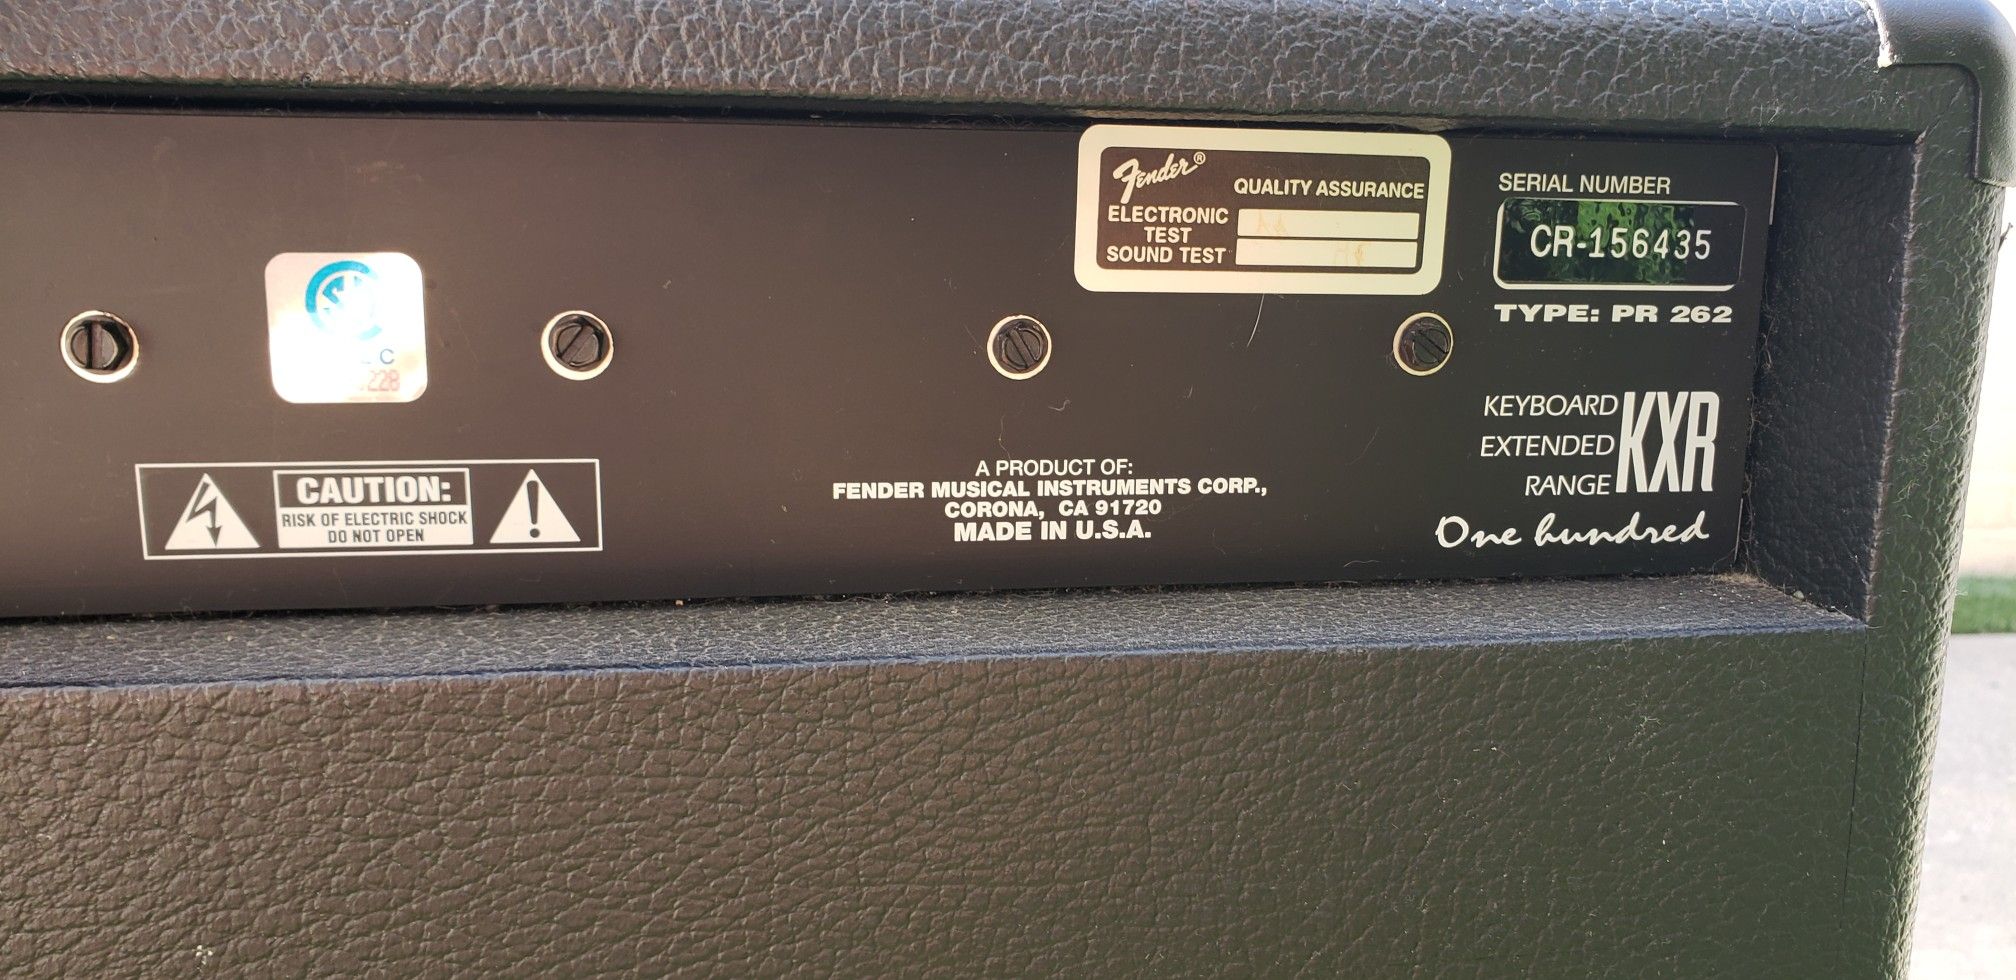 Fender®
QUALITY ASSURANCE
ELECTRONIC
TEST
SOUND TEST
SERIAL NUMBER
CR-156435
TYPE: PR 262
KEYBOARD
EXTENDED
RANGE
KXR
One hundred
CAUTION:
RISK OF ELECTRIC SHOCK
DO NOT OPEN
A PRODUCT OF:
FENDER MUSICAL INSTRUMENTS CORP.,
CORONA, CA 91720
MADE IN U.S.A.